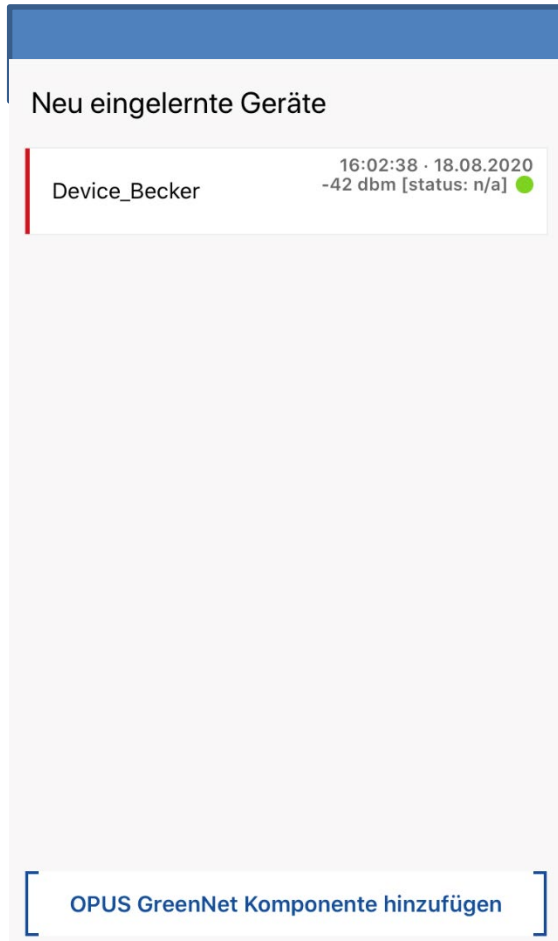 Neu eingelernte Geräte
16:02:38 · 18.08.2020
Device_Becker
-42 dbm [status: n/a]
OPUS GreenNet Komponente hinzufügen